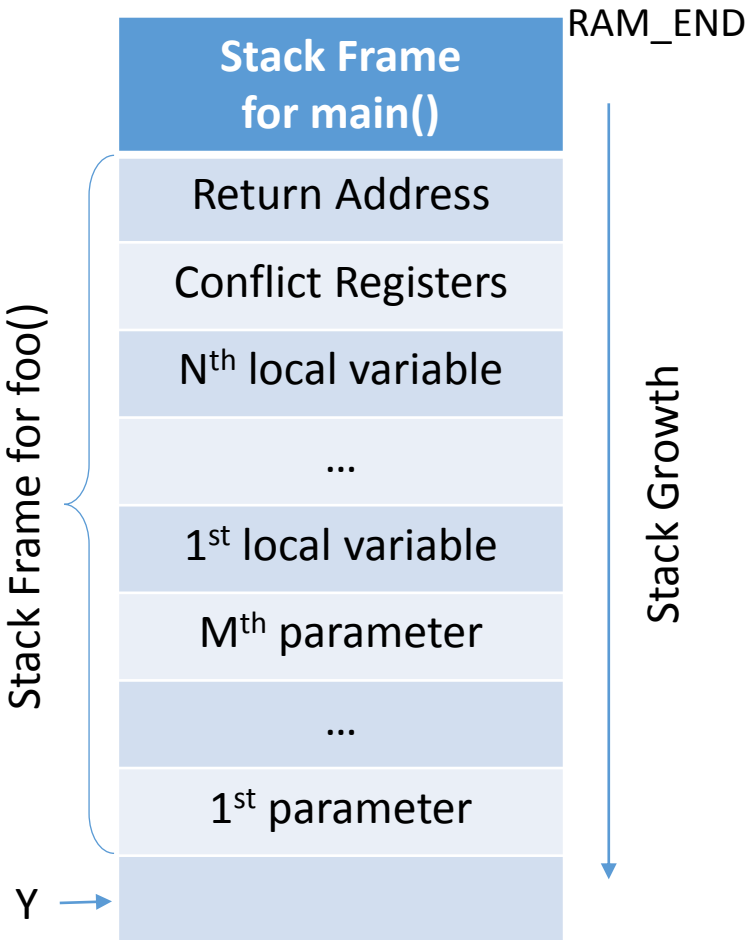 RAM_END
Stack Frame
for main()
Return Address
Conflict Registers
Nth local variable
...
1st local variable
Mth parameter
...
1st parameter
Y
Stack Frame for foo()
Stack Growth